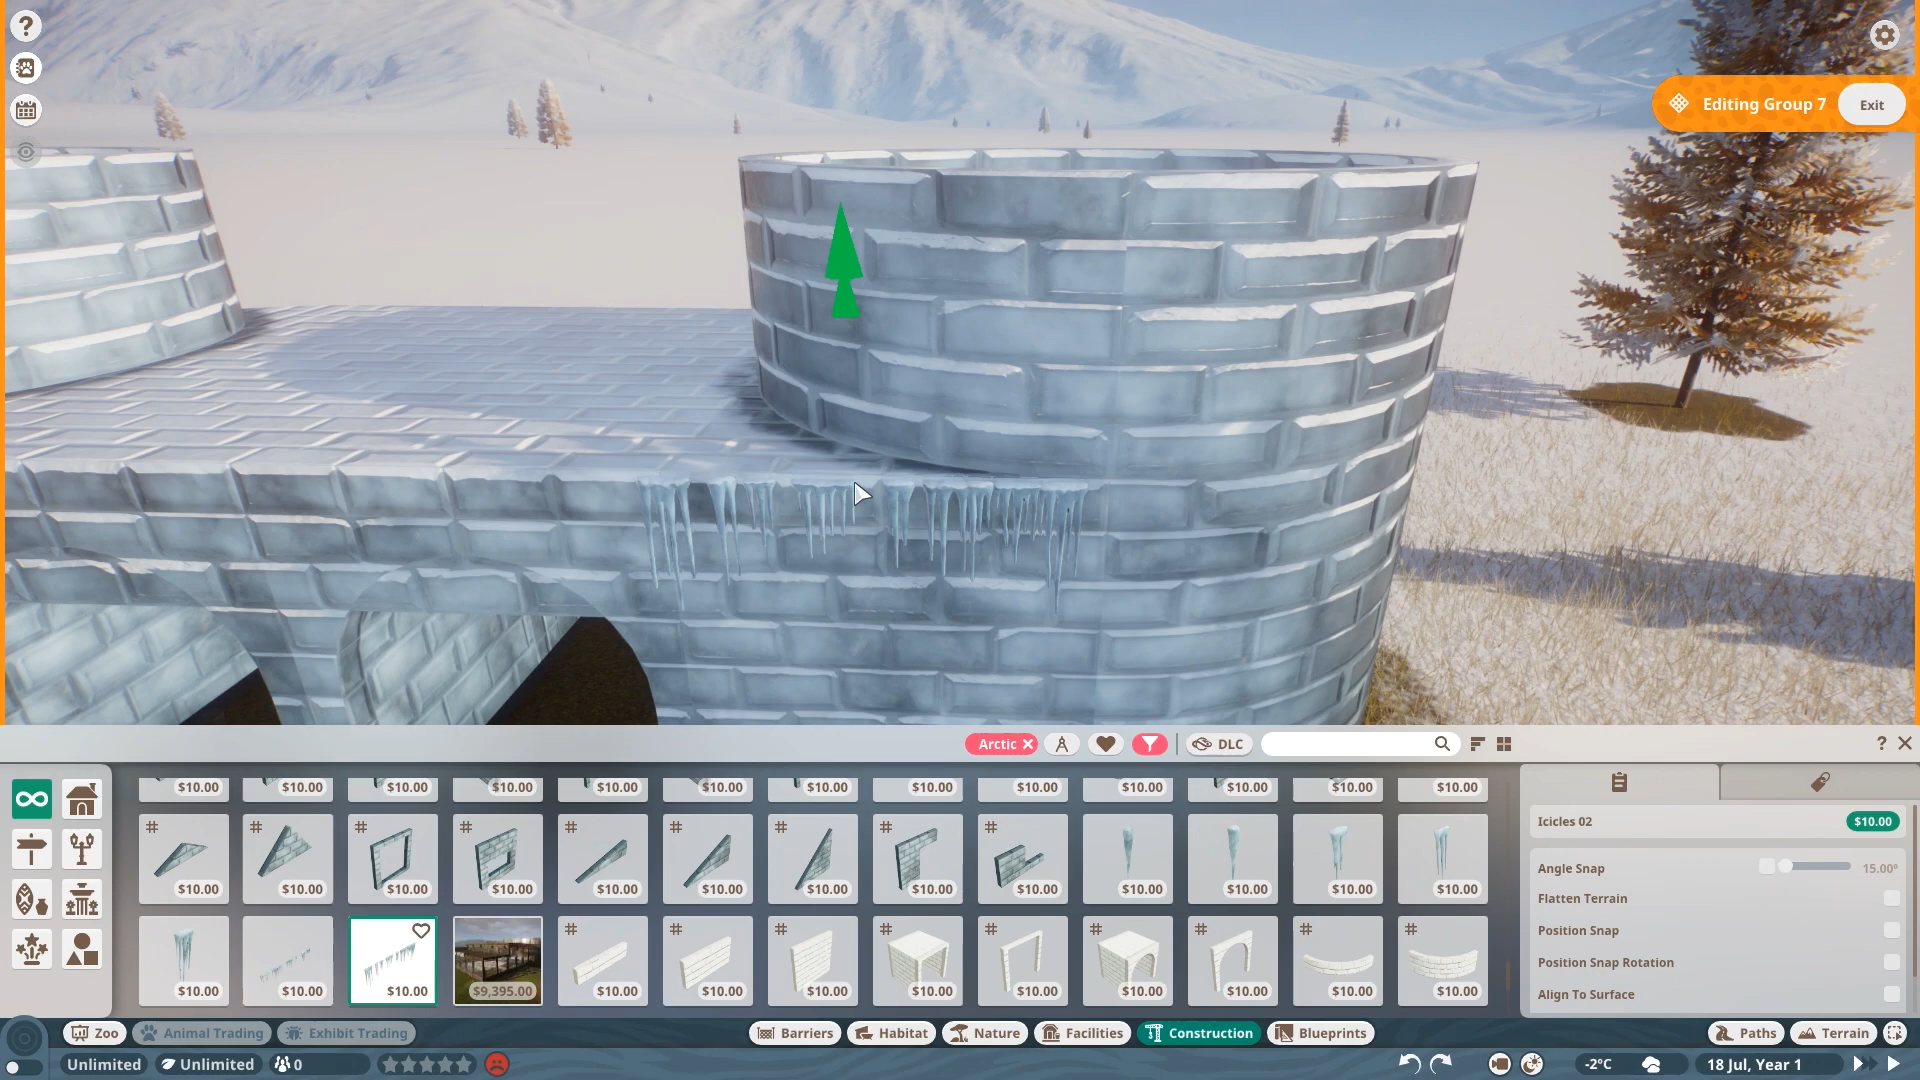 ?
Editing Group 7
Exit
Arctic
DLC
?
$10.00 $10.00 $10.00 $10.00 $10.00 $10.00 $10.00 $10.00 $10.00 $10.00 $10.00 $10.00 $10.00
# # # # # # # # #
$10.00 $10.00 $10.00 $10.00 $10.00 $10.00 $10.00 $10.00 $10.00 $10.00 $10.00 $10.00 $10.00
# # # # # # # # #
$10.00 $10.00 $10.00 $9,395.00 $10.00 $10.00 $10.00 $10.00 $10.00 $10.00 $10.00 $10.00 $10.00
Icicles 02 $10.00
Angle Snap 15.00°
Flatten Terrain
Position Snap
Position Snap Rotation
Align To Surface
Zoo Animal Trading Exhibit Trading Barriers Habitat Nature Facilities Construction Blueprints Paths Terrain
Unlimited Unlimited 0 -2°C 18 Jul, Year 1